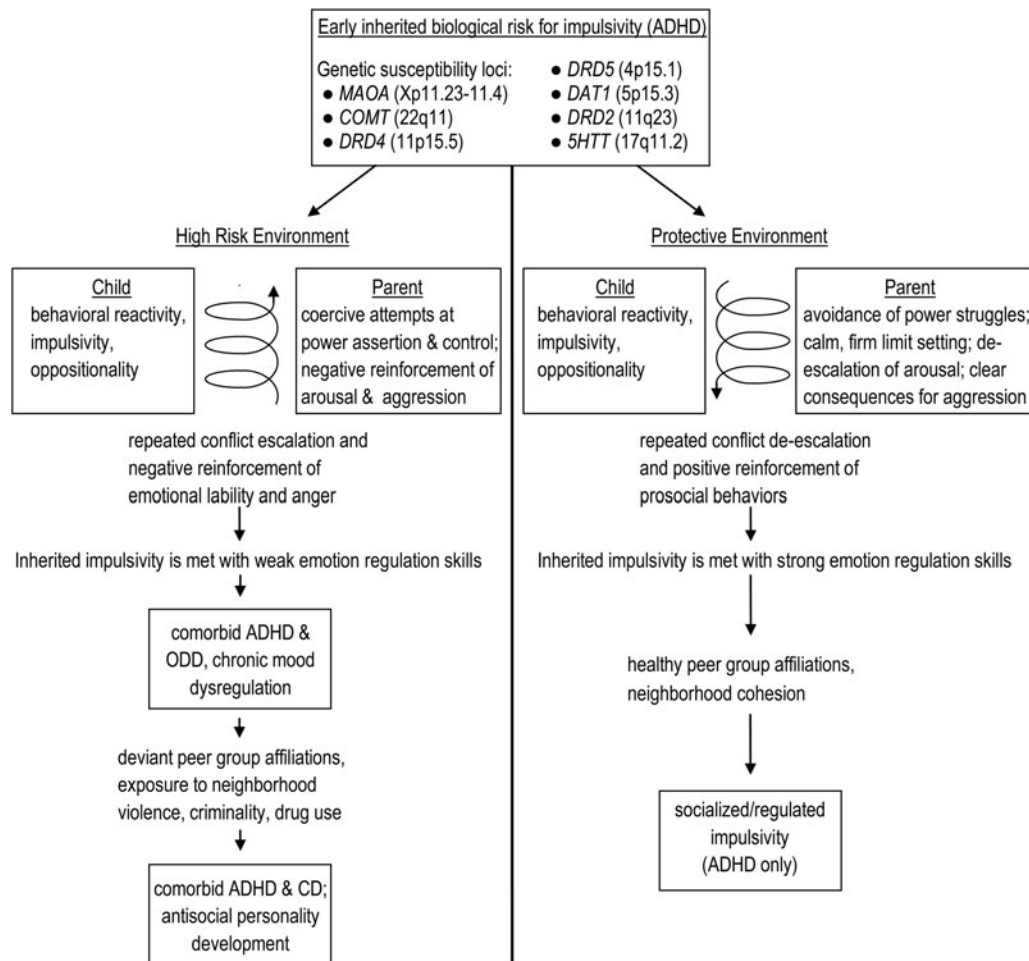 Early inherited biological risk for impulsivity (ADHD)
Genetic susceptibility loci:
● MAOA (Xp11.23-11.4)
● COMT (22q11)
● DRD4 (11p15.5)
● DRD5 (4p15.1)
● DAT1 (5p15.3)
● DRD2 (11q23)
● 5HTT (17q11.2)
High Risk Environment
Child
behavioral reactivity,
impulsivity,
oppositionality
Parent
coercive attempts at
power assertion & control;
negative reinforcement of
arousal & aggression
repeated conflict escalation and
negative reinforcement of
emotional lability and anger
Inherited impulsivity is met with weak emotion regulation skills
comorbid ADHD &
ODD, chronic mood
dysregulation
deviant peer group affiliations,
exposure to neighborhood
violence, criminality, drug use
comorbid ADHD & CD;
antisocial personality
development
Protective Environment
Child
behavioral reactivity,
impulsivity,
oppositionality
Parent
avoidance of power struggles;
calm, firm limit setting; de-
escalation of arousal; clear
consequences for aggression
repeated conflict de-escalation
and positive reinforcement of
prosocial behaviors
Inherited impulsivity is met with strong emotion regulation skills
healthy peer group affiliations,
neighborhood cohesion
socialized/regulated
impulsivity
(ADHD only)